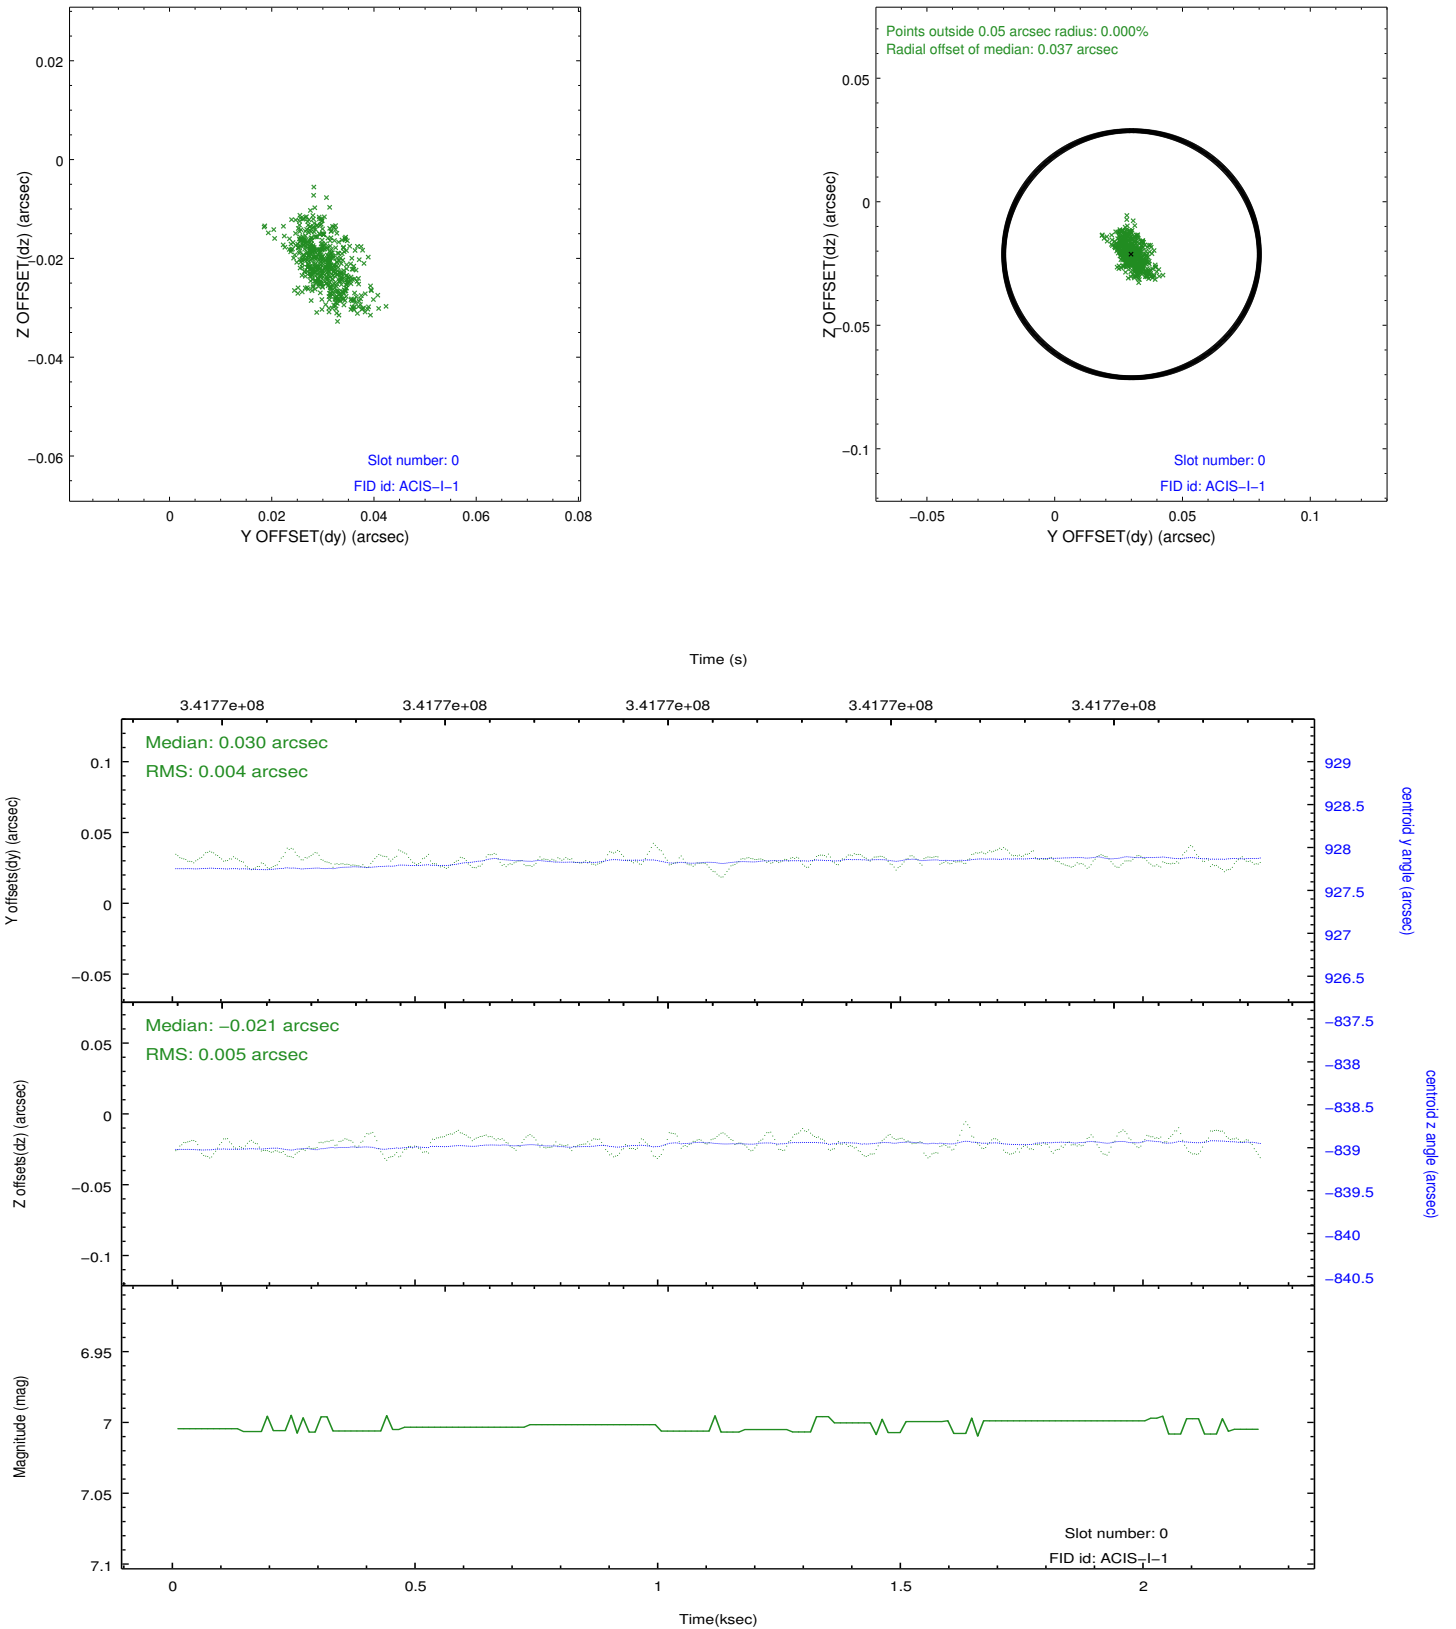 0.02
0
−0.02
−0.04
−0.06
Z OFFSET(dz) (arcsec)
Slot number: 0
FID id: ACIS−I−1
0
0.02
0.04
0.06
0.08
Y OFFSET(dy) (arcsec)
Points outside 0.05 arcsec radius: 0.000%
Radial offset of median: 0.037 arcsec
0.05
0
−0.05
−0.1
Z OFFSET(dz) (arcsec)
Slot number: 0
FID id: ACIS−I−1
−0.05
0
0.05
0.1
Y OFFSET(dy) (arcsec)
Time (s)
3.4177e+08
3.4177e+08
3.4177e+08
3.4177e+08
3.4177e+08
Median: 0.030 arcsec
RMS: 0.004 arcsec
0.1
0.05
0
−0.05
Y offsets(dy) (arcsec)
929
928.5
928
927.5
927
926.5
centroid y angle (arcsec)
Median: −0.021 arcsec
RMS: 0.005 arcsec
0.05
0
−0.05
−0.1
Z offsets(dz) (arcsec)
−837.5
−838
−838.5
−839
−839.5
−840
−840.5
centroid z angle (arcsec)
6.95
7
7.05
7.1
Magnitude (mag)
Slot number: 0
FID id: ACIS−I−1
0
0.5
1
1.5
2
Time(ksec)